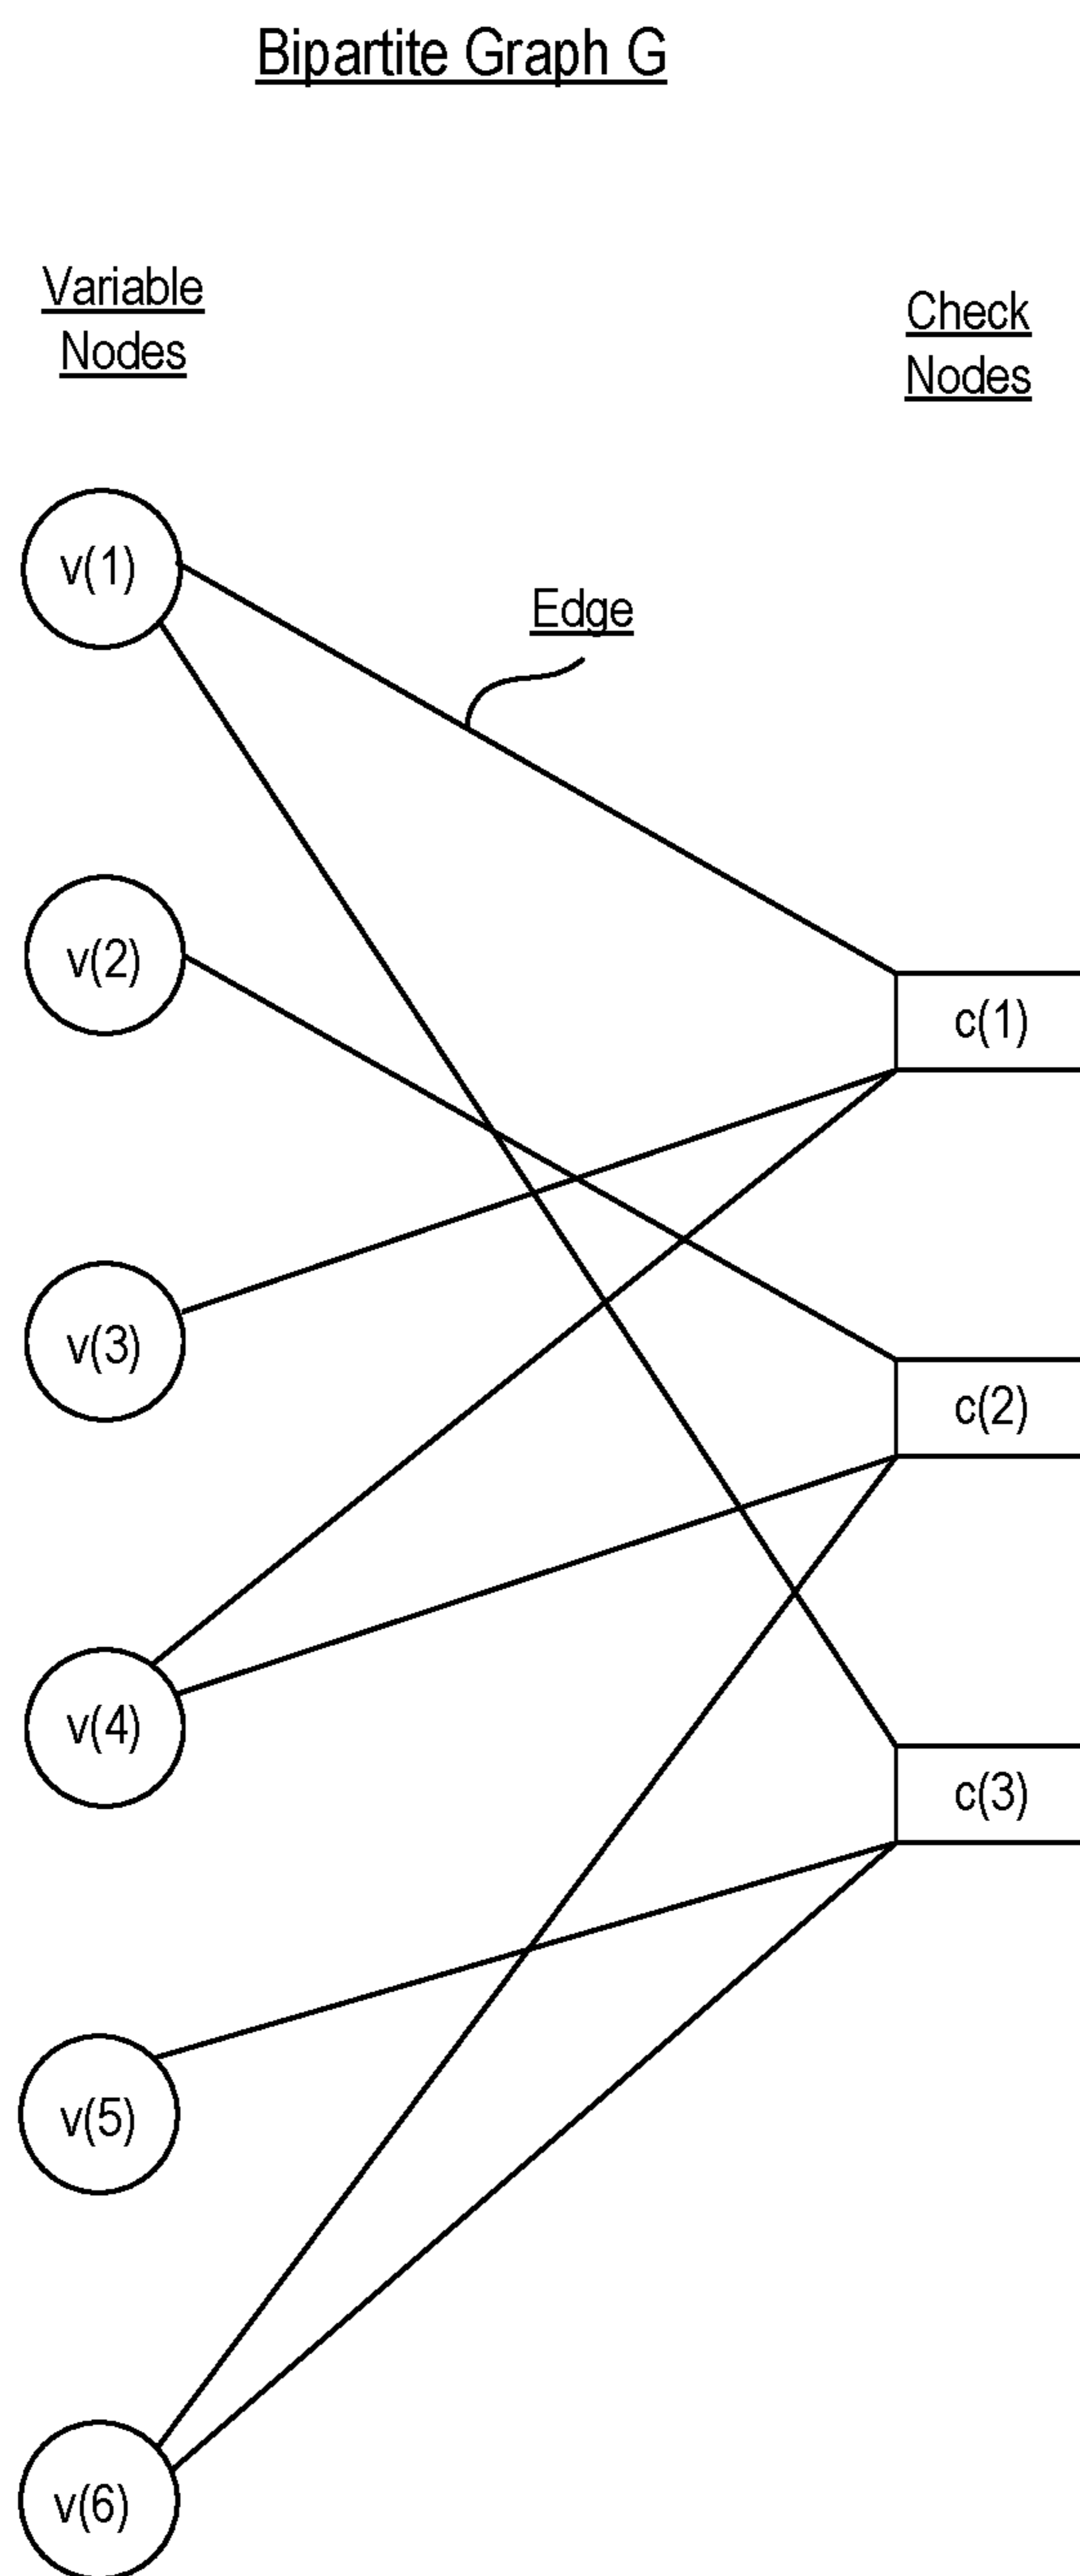 Bipartite Graph G
Variable
Nodes
Check
Nodes
v(1)
Edge
v(2)
c(1)
v(3)
c(2)
v(4)
c(3)
v(5)
v(6)